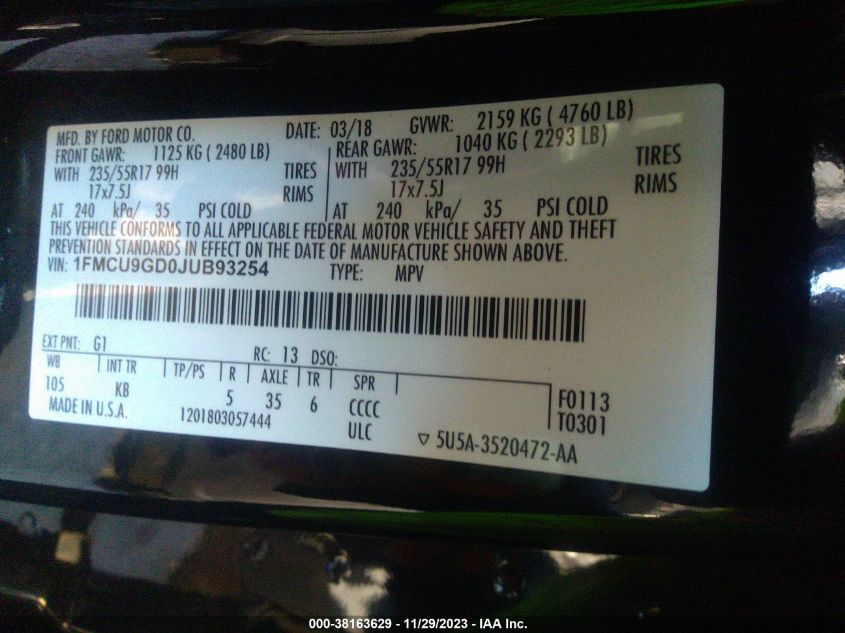 MFD. BY FORD MOTOR CO. DATE: 03/18 GVWR: 2159 KG ( 4760 LB)
FRONT GAWR: 1125 KG ( 2480 LB) REAR GAWR: 1040 KG ( 2293 LB)
WITH 235/55R17 99H TIRES WITH 235/55R17 99H TIRES
17x7.5J RIMS 17x7.5J RIMS
AT 240 kPa/ 35 PSI COLD AT 240 kPa/ 35 PSI COLD
THIS VEHICLE CONFORMS TO ALL APPLICABLE FEDERAL MOTOR VEHICLE SAFETY AND THEFT
PREVENTION STANDARDS IN EFFECT ON THE DATE OF MANUFACTURE SHOWN ABOVE.
VIN: 1FMCU9GD0JUB93254 TYPE: MPV
EXT PNT: G1 RC: 13 DSO:
WB INT TR TP/PS R AXLE TR SPR
105 KB 5 35 6 CCCC F0113
MADE IN U.S.A. 1201803057444 ULC T0301
▽ 5U5A-3520472-AA
000-38163629 - 11/29/2023 - IAA Inc.